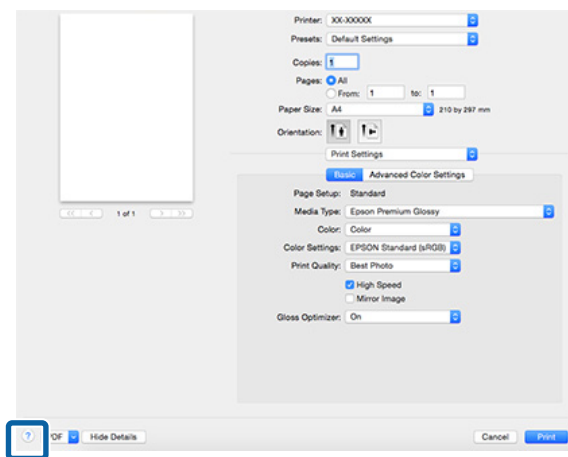 Printer: XX-XXXXX
Presets: Default Settings
Copies: 1
Pages: All
From: 1 to: 1
Paper Size: A4 210 by 297 mm
Orientation:
Print Settings
Basic Advanced Color Settings
Page Setup: Standard
<< < 1 of 1 > >>
Media Type: Epson Premium Glossy
Color: Color
Color Settings: EPSON Standard (sRGB)
Print Quality: Best Photo
High Speed
Mirror Image
Gloss Optimizer: On
? DF Hide Details Cancel Print